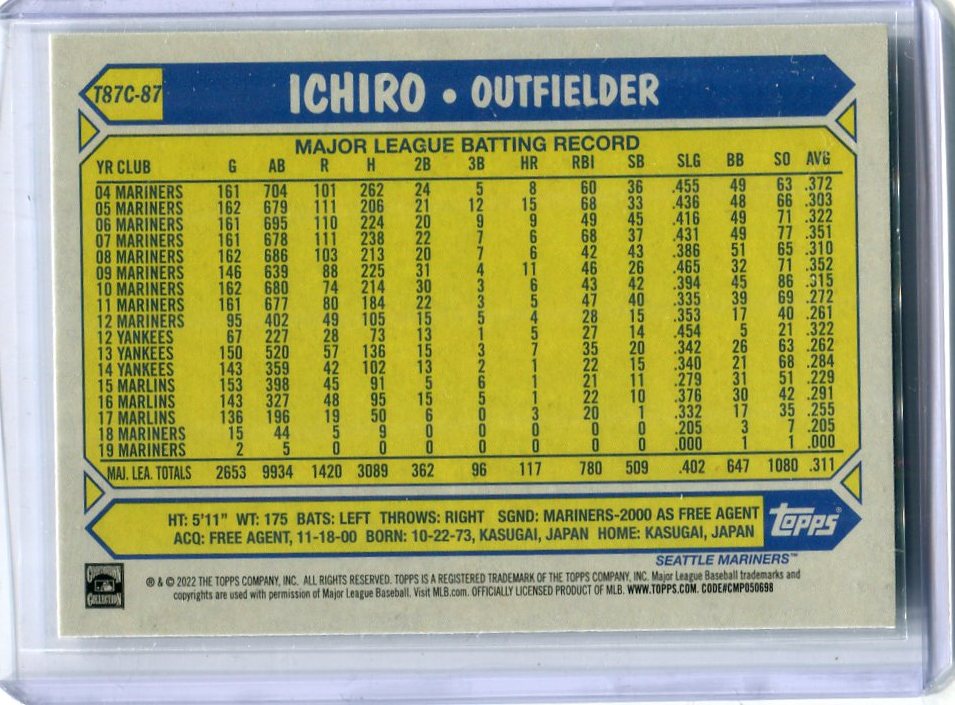 T87C-87
ICHIRO • OUTFIELDER
MAJOR LEAGUE BATTING RECORD
YR CLUB G AB R H 2B 3B HR RBI SB SLG BB SO AVG
04 MARINERS 161 704 101 262 24 5 8 60 36 .455 49 63 .372
05 MARINERS 162 679 111 206 21 12 15 68 33 .436 48 66 .303
06 MARINERS 161 695 110 224 20 9 9 49 45 .416 49 71 .322
07 MARINERS 161 678 111 238 22 7 6 68 37 .431 49 77 .351
08 MARINERS 162 686 103 213 20 7 6 42 43 .386 51 65 .310
09 MARINERS 146 639 88 225 31 4 11 46 26 .465 32 71 .352
10 MARINERS 162 680 74 214 30 3 6 43 42 .394 45 86 .315
11 MARINERS 161 677 80 184 22 3 5 47 40 .335 39 69 .272
12 MARINERS 95 402 49 105 15 5 4 28 15 .353 17 40 .261
12 YANKEES 67 227 28 73 13 1 5 27 14 .454 5 21 .322
13 YANKEES 150 520 57 136 15 3 7 35 20 .342 26 63 .262
14 YANKEES 143 359 42 102 13 2 1 22 15 .340 21 68 .284
15 MARLINS 153 398 45 91 5 6 1 21 11 .279 31 51 .229
16 MARLINS 143 327 48 95 15 5 1 22 10 .376 30 42 .291
17 MARLINS 136 196 19 50 6 0 3 20 1 .332 17 35 .255
18 MARINERS 15 44 5 9 0 0 0 0 0 .205 3 7 .205
19 MARINERS 2 5 0 0 0 0 0 0 0 .000 1 1 .000
MAJ. LEA. TOTALS 2653 9934 1420 3089 362 96 117 780 509 .402 647 1080 .311
HT: 5'11" WT: 175 BATS: LEFT THROWS: RIGHT SGND: MARINERS-2000 AS FREE AGENT
ACQ: FREE AGENT, 11-18-00 BORN: 10-22-73, KASUGAI, JAPAN HOME: KASUGAI, JAPAN
Topps®
SEATTLE MARINERS™
® & © 2022 THE TOPPS COMPANY, INC. ALL RIGHTS RESERVED. TOPPS IS A REGISTERED TRADEMARK OF THE TOPPS COMPANY, INC. Major League Baseball trademarks and
copyrights are used with permission of Major League Baseball. Visit MLB.com. OFFICIALLY LICENSED PRODUCT OF MLB. WWW.TOPPS.COM. CODE#CMP050698
COOPERSTOWN
COLLECTION